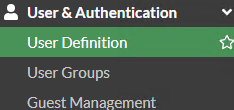 User & Authentication
User Definition
User Groups
Guest Management